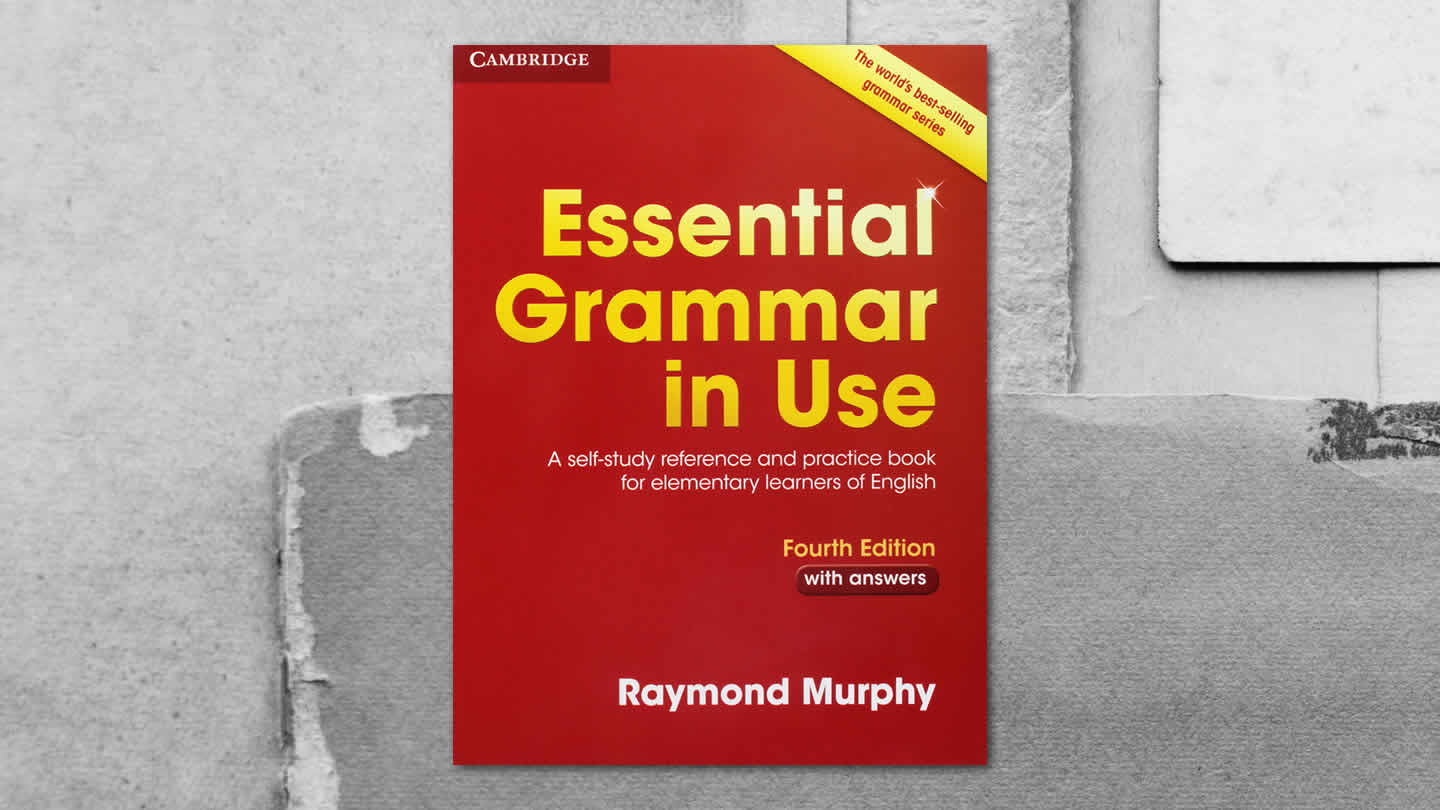 CAMBRIDGE
The world's best-selling
grammar series
Essential
Grammar
in Use
A self-study reference and practice book
for elementary learners of English
Fourth Edition
with answers
Raymond Murphy